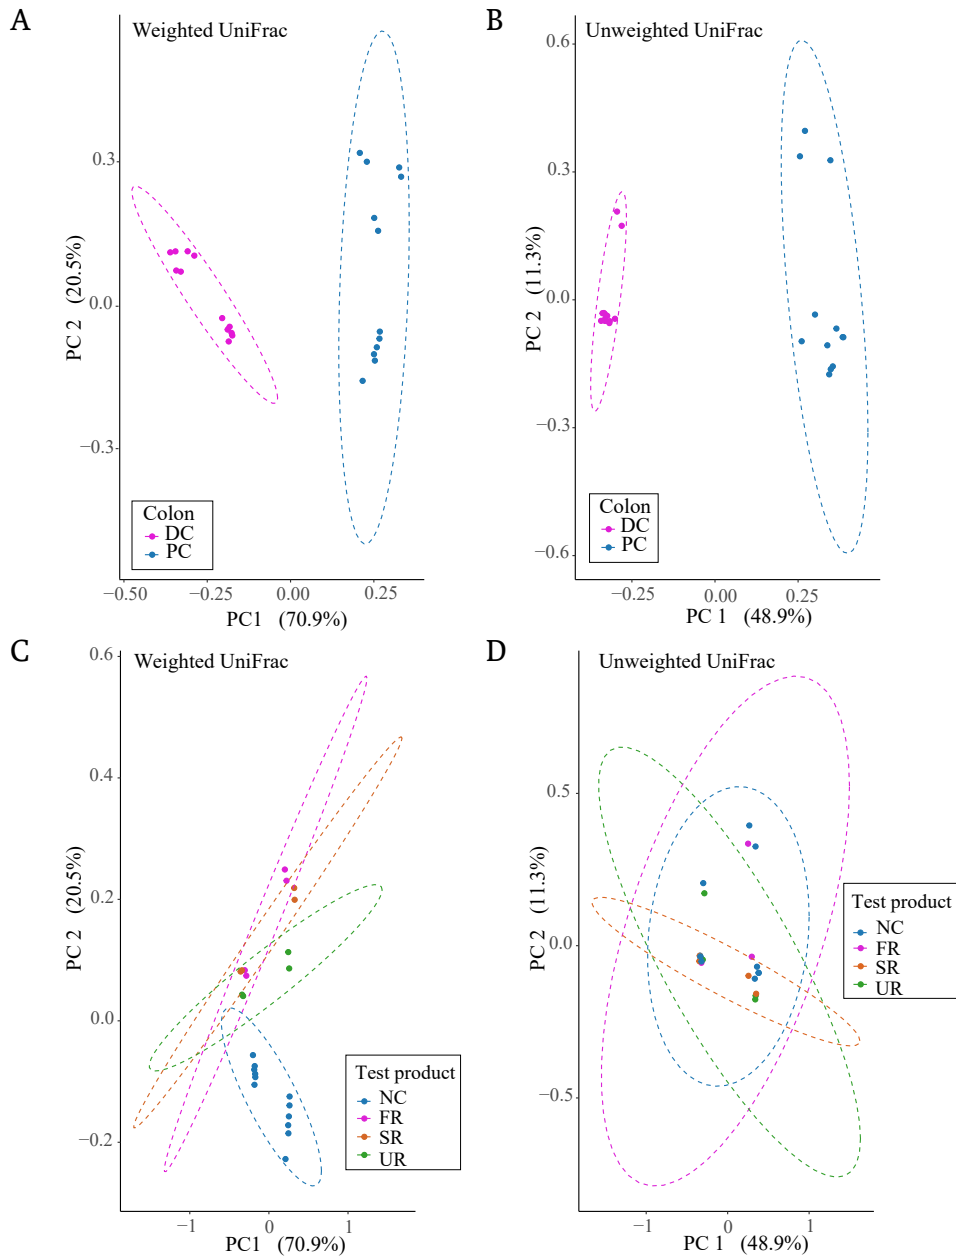 A
Weighted UniFrac
0.3
0.0
−0.3
PC 2 (20.5%)
Colon
DC
PC
−0.50
−0.25
0.00
0.25
PC1 (70.9%)
B
Unweighted UniFrac
0.6
0.3
0.0
−0.3
−0.6
PC 2 (11.3%)
Colon
DC
PC
−0.25
0.00
0.25
PC 1 (48.9%)
C
Weighted UniFrac
0.6
0.4
0.2
0.0
−0.2
PC 2 (20.5%)
Test product
NC
FR
SR
UR
−1
0
1
PC1 (70.9%)
D
Unweighted UniFrac
0.5
0.0
−0.5
PC 2 (11.3%)
Test product
NC
FR
SR
UR
−1
0
1
PC 1 (48.9%)